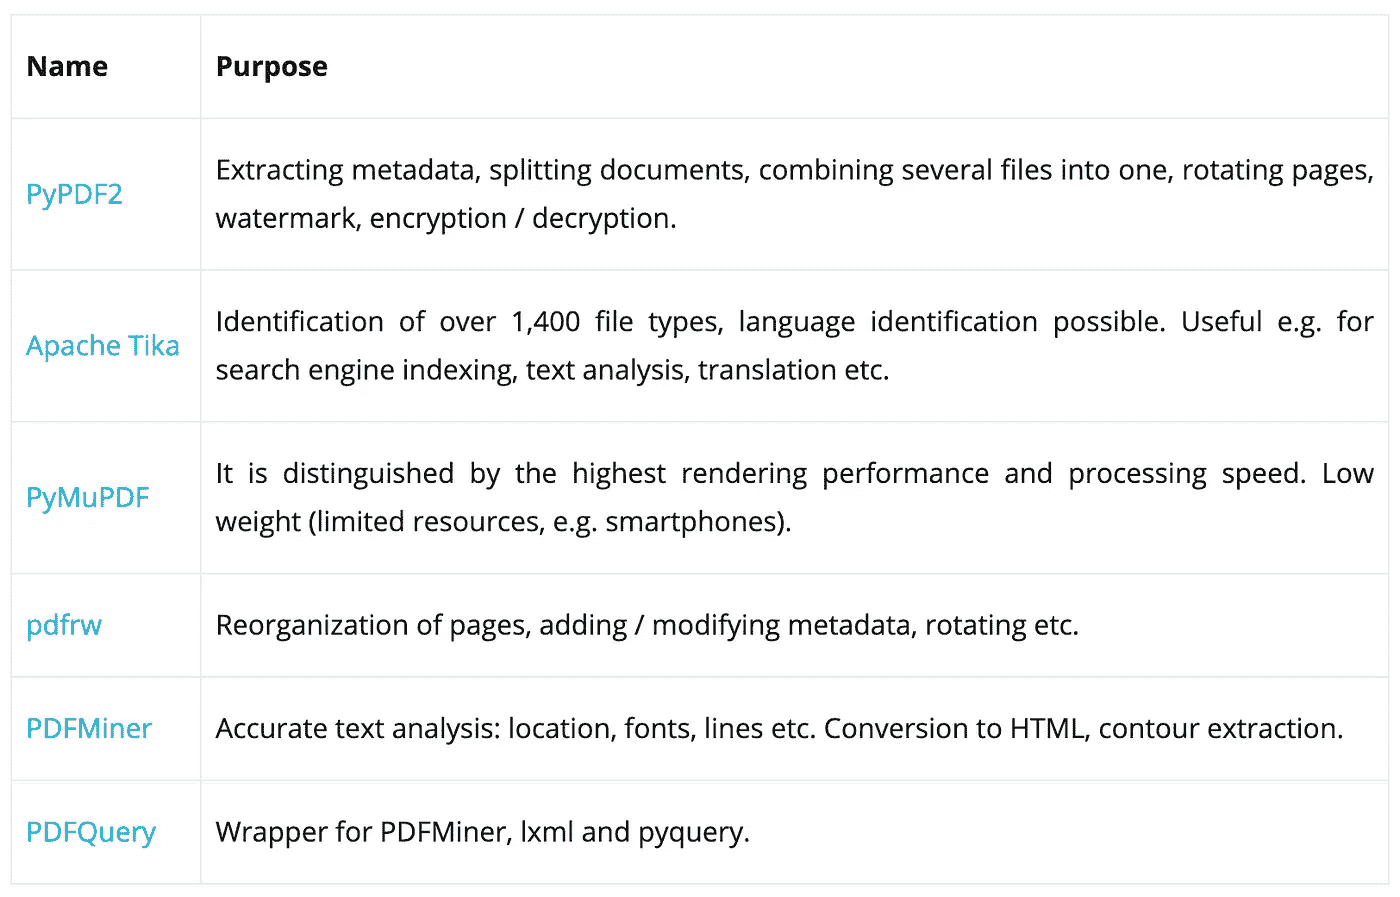 Name Purpose
PyPDF2
Extracting metadata, splitting documents, combining several files into one, rotating pages,
watermark, encryption / decryption.
Apache Tika
Identification of over 1,400 file types, language identification possible. Useful e.g. for
search engine indexing, text analysis, translation etc.
PyMuPDF
It is distinguished by the highest rendering performance and processing speed. Low
weight (limited resources, e.g. smartphones).
pdfrw Reorganization of pages, adding / modifying metadata, rotating etc.
PDFMiner Accurate text analysis: location, fonts, lines etc. Conversion to HTML, contour extraction.
PDFQuery Wrapper for PDFMiner, lxml and pyquery.